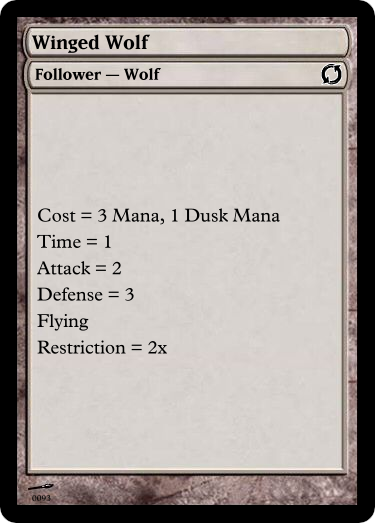 Winged Wolf
Follower — Wolf
Cost = 3 Mana, 1 Dusk Mana
Time = 1
Attack = 2
Defense = 3
Flying
Restriction = 2x
0093